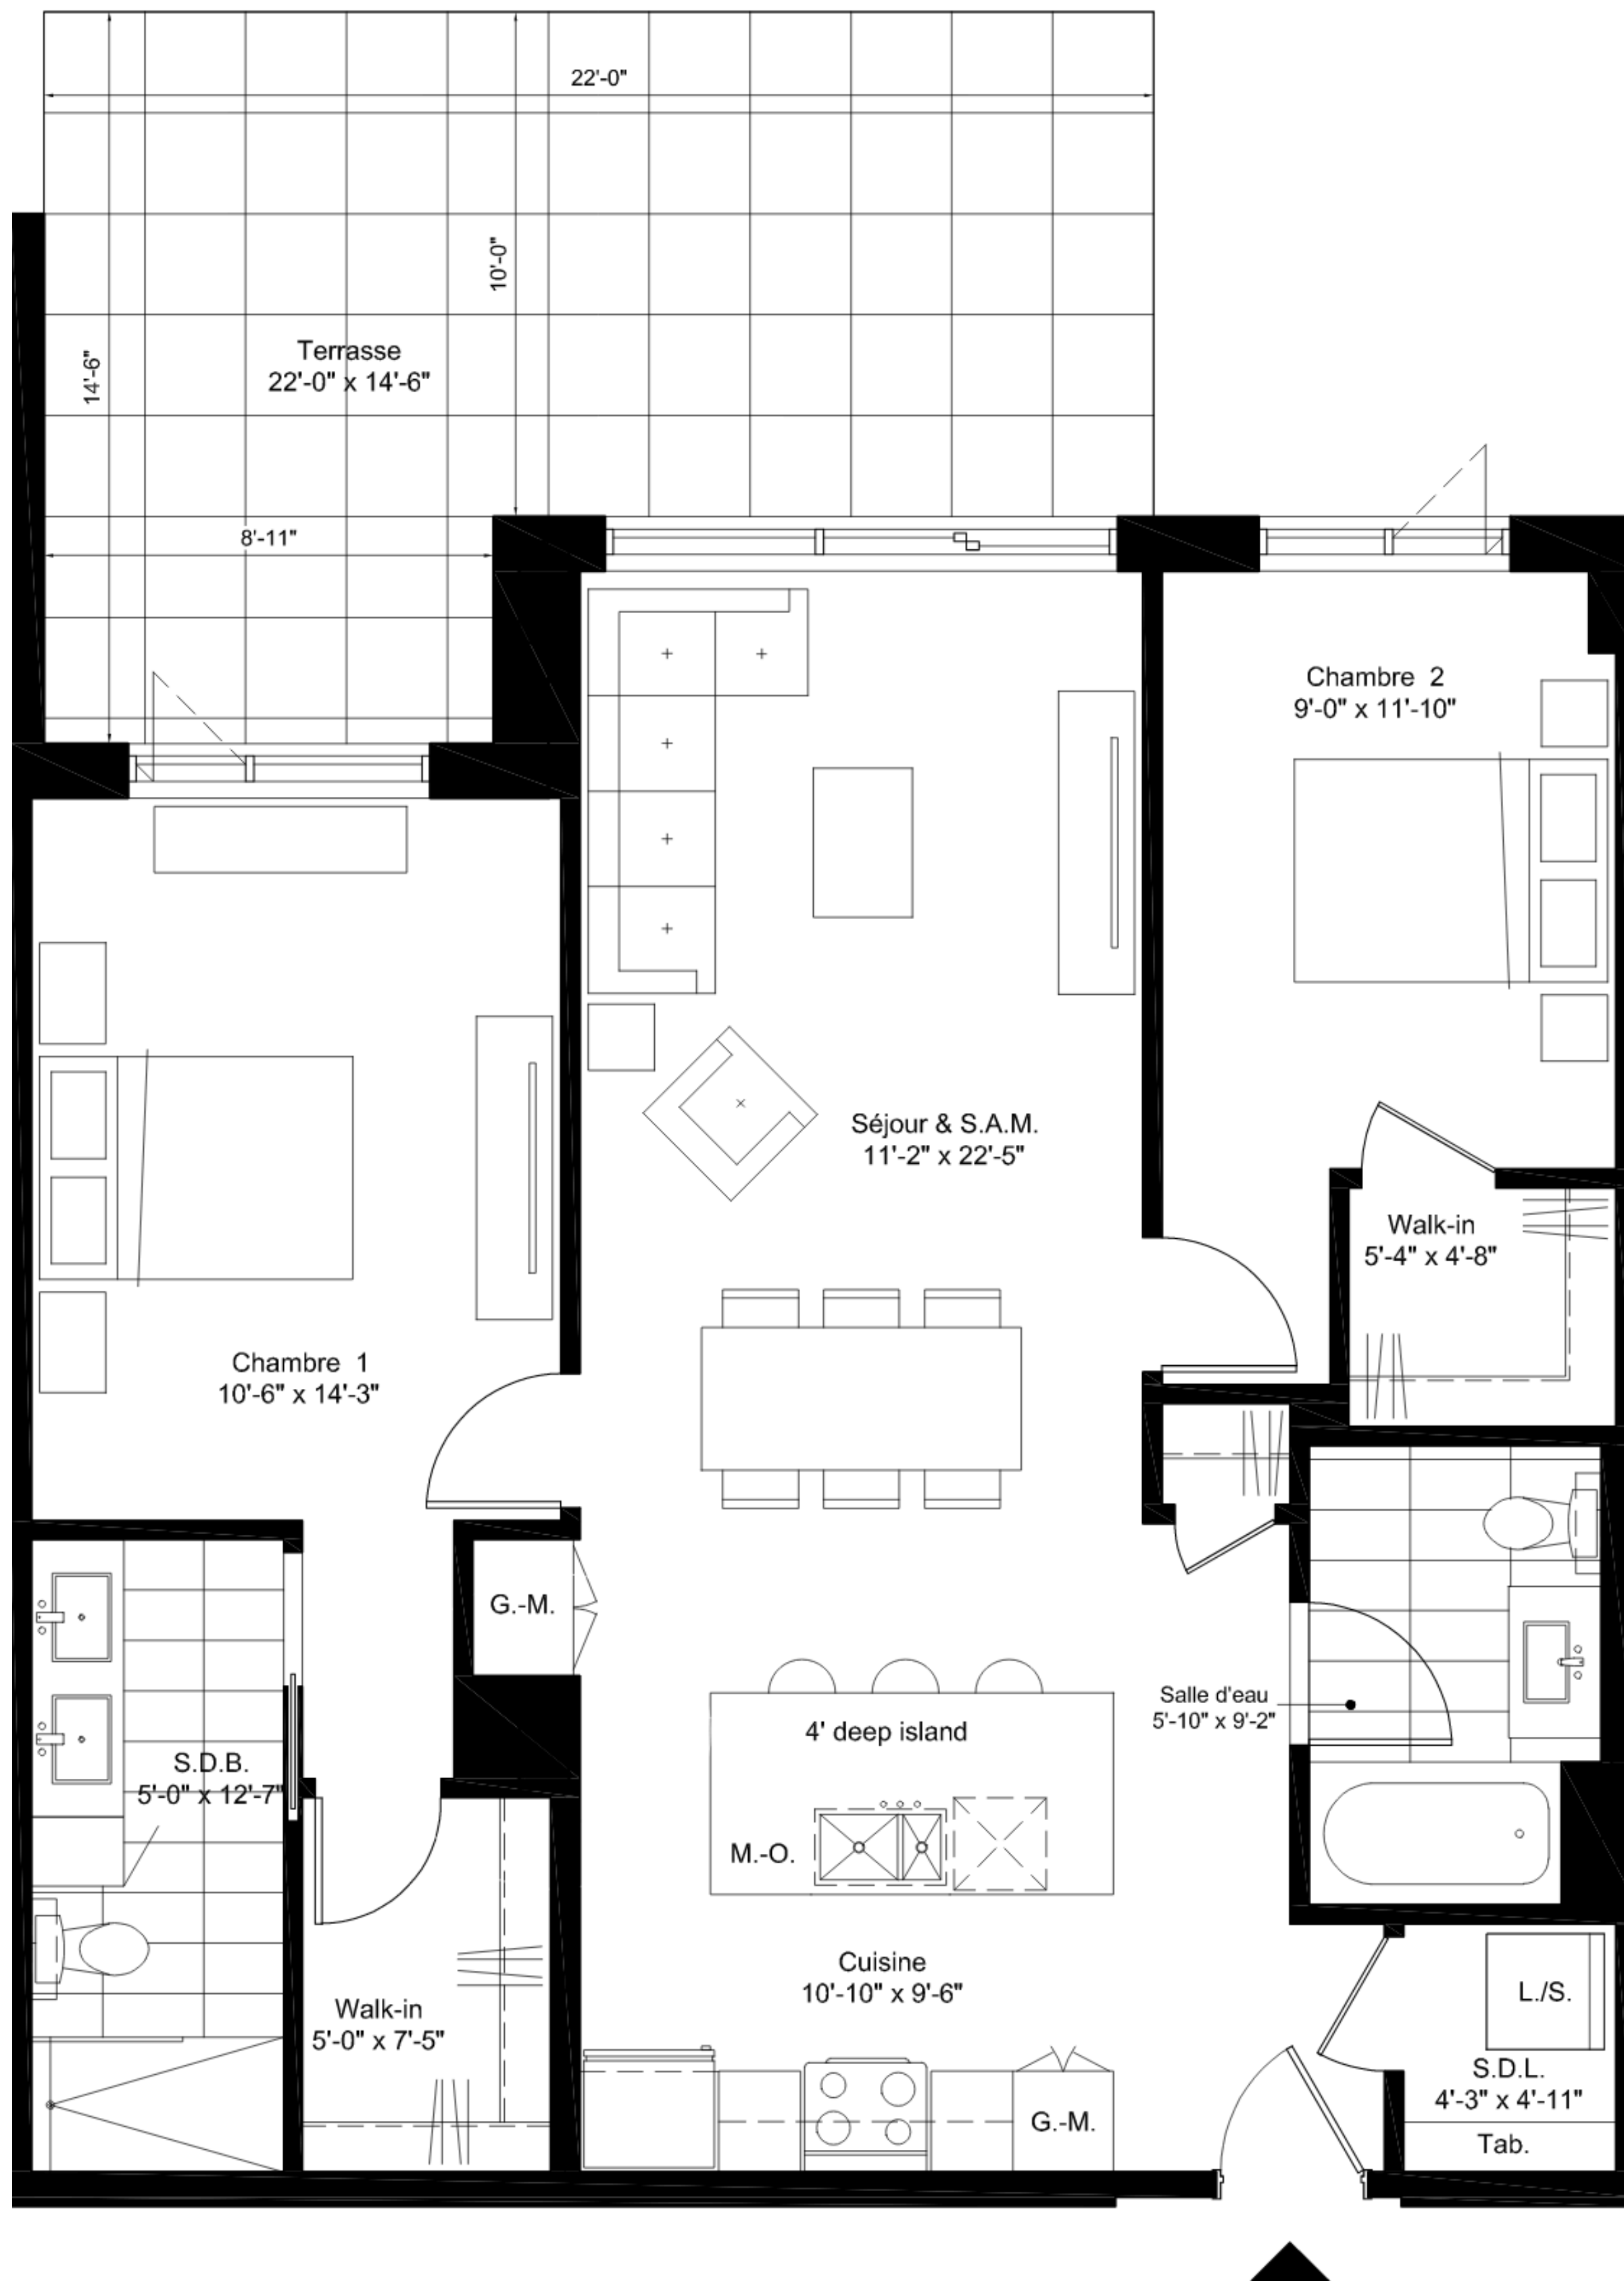 22'-0"
10'-0"
14'-6"
Terrasse
22'-0" x 14'-6"
8'-11"
Chambre 2
9'-0" x 11'-10"
Séjour & S.A.M.
11'-2" x 22'-5"
Walk-in
5'-4" x 4'-8"
Chambre 1
10'-6" x 14'-3"
G.-M.
Salle d'eau
5'-10" x 9'-2"
4' deep island
S.D.B.
5'-0" x 12'-7"
M.-O.
Cuisine
10'-10" x 9'-6"
L./S.
Walk-in
5'-0" x 7'-5"
S.D.L.
4'-3" x 4'-11"
G.-M.
Tab.